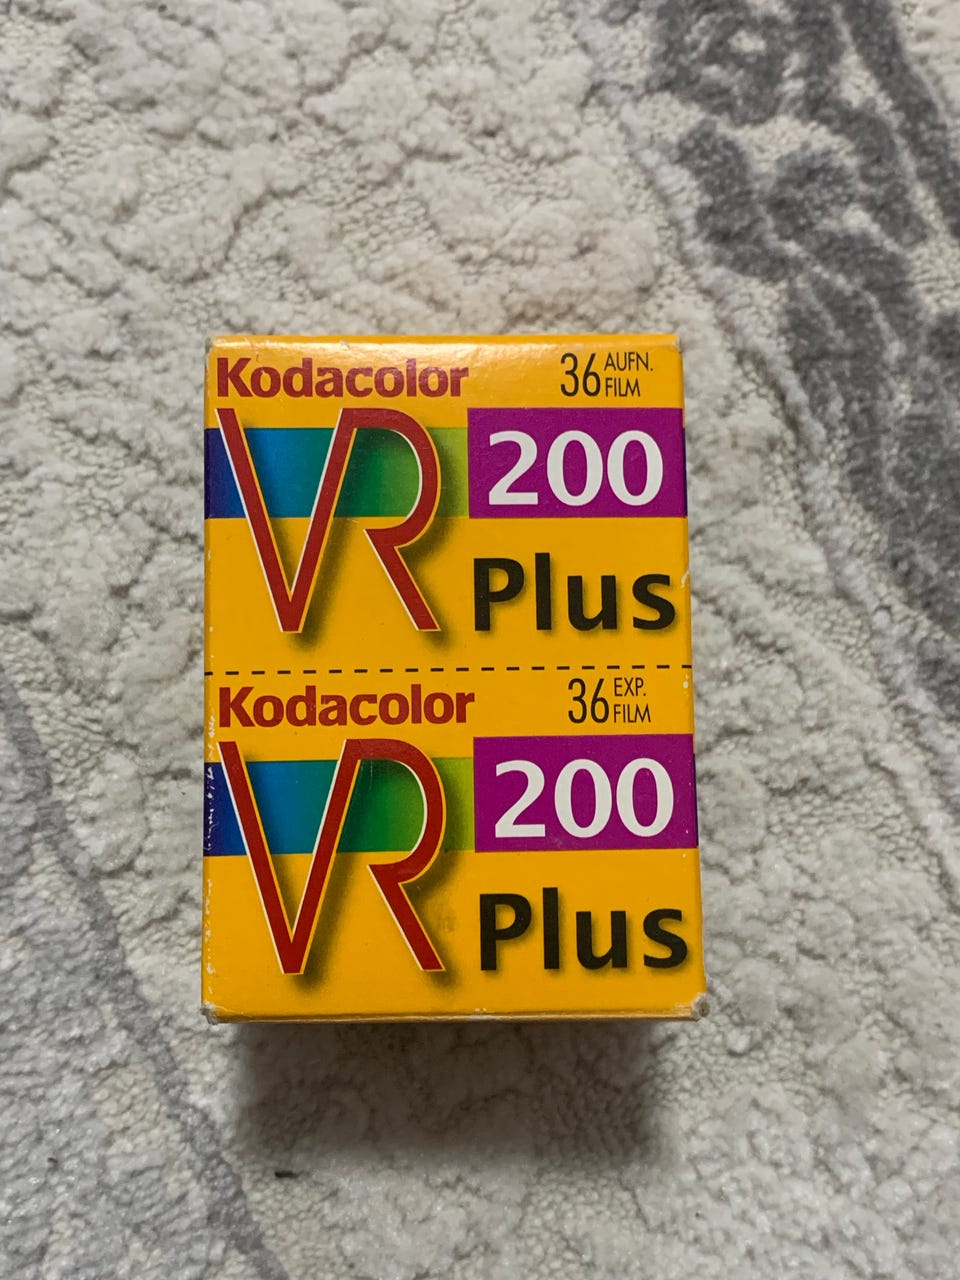 Kodacolor 36 AUFN. FILM
VR 200
Plus
Kodacolor 36 EXP. FILM
VR 200
Plus